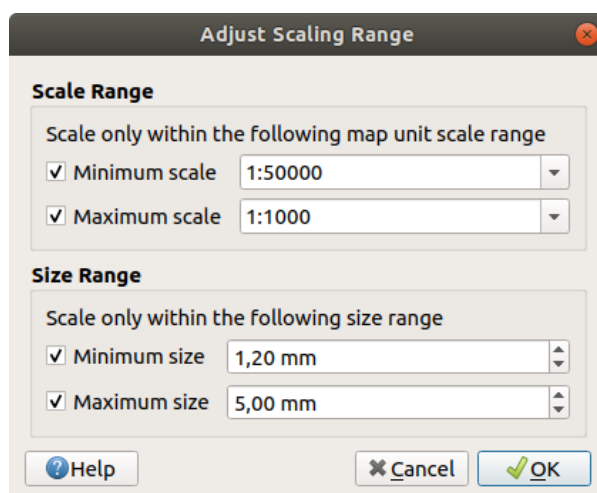 Adjust Scaling Range
Scale Range
Scale only within the following map unit scale range
Minimum scale 1:50000
Maximum scale 1:1000
Size Range
Scale only within the following size range
Minimum size 1,20 mm
Maximum size 5,00 mm
Help Cancel OK